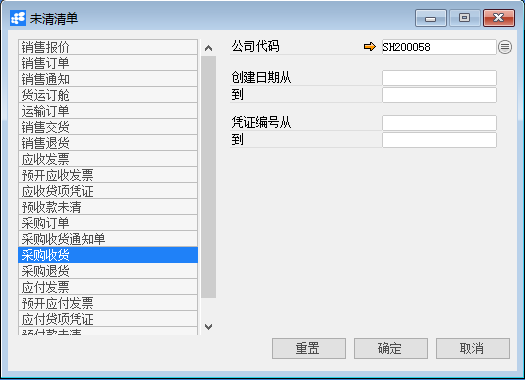 未清清单
销售报价
销售订单
销售通知
货运订舱
运输订单
销售交货
销售退货
应收发票
预开应收发票
应收贷项凭证
预收款未清
采购订单
采购收货通知单
采购收货
采购退货
应付发票
预开应付发票
应付贷项凭证
预付款未清
公司代码 SH200058
创建日期从
到
凭证编号从
到
重置 确定 取消